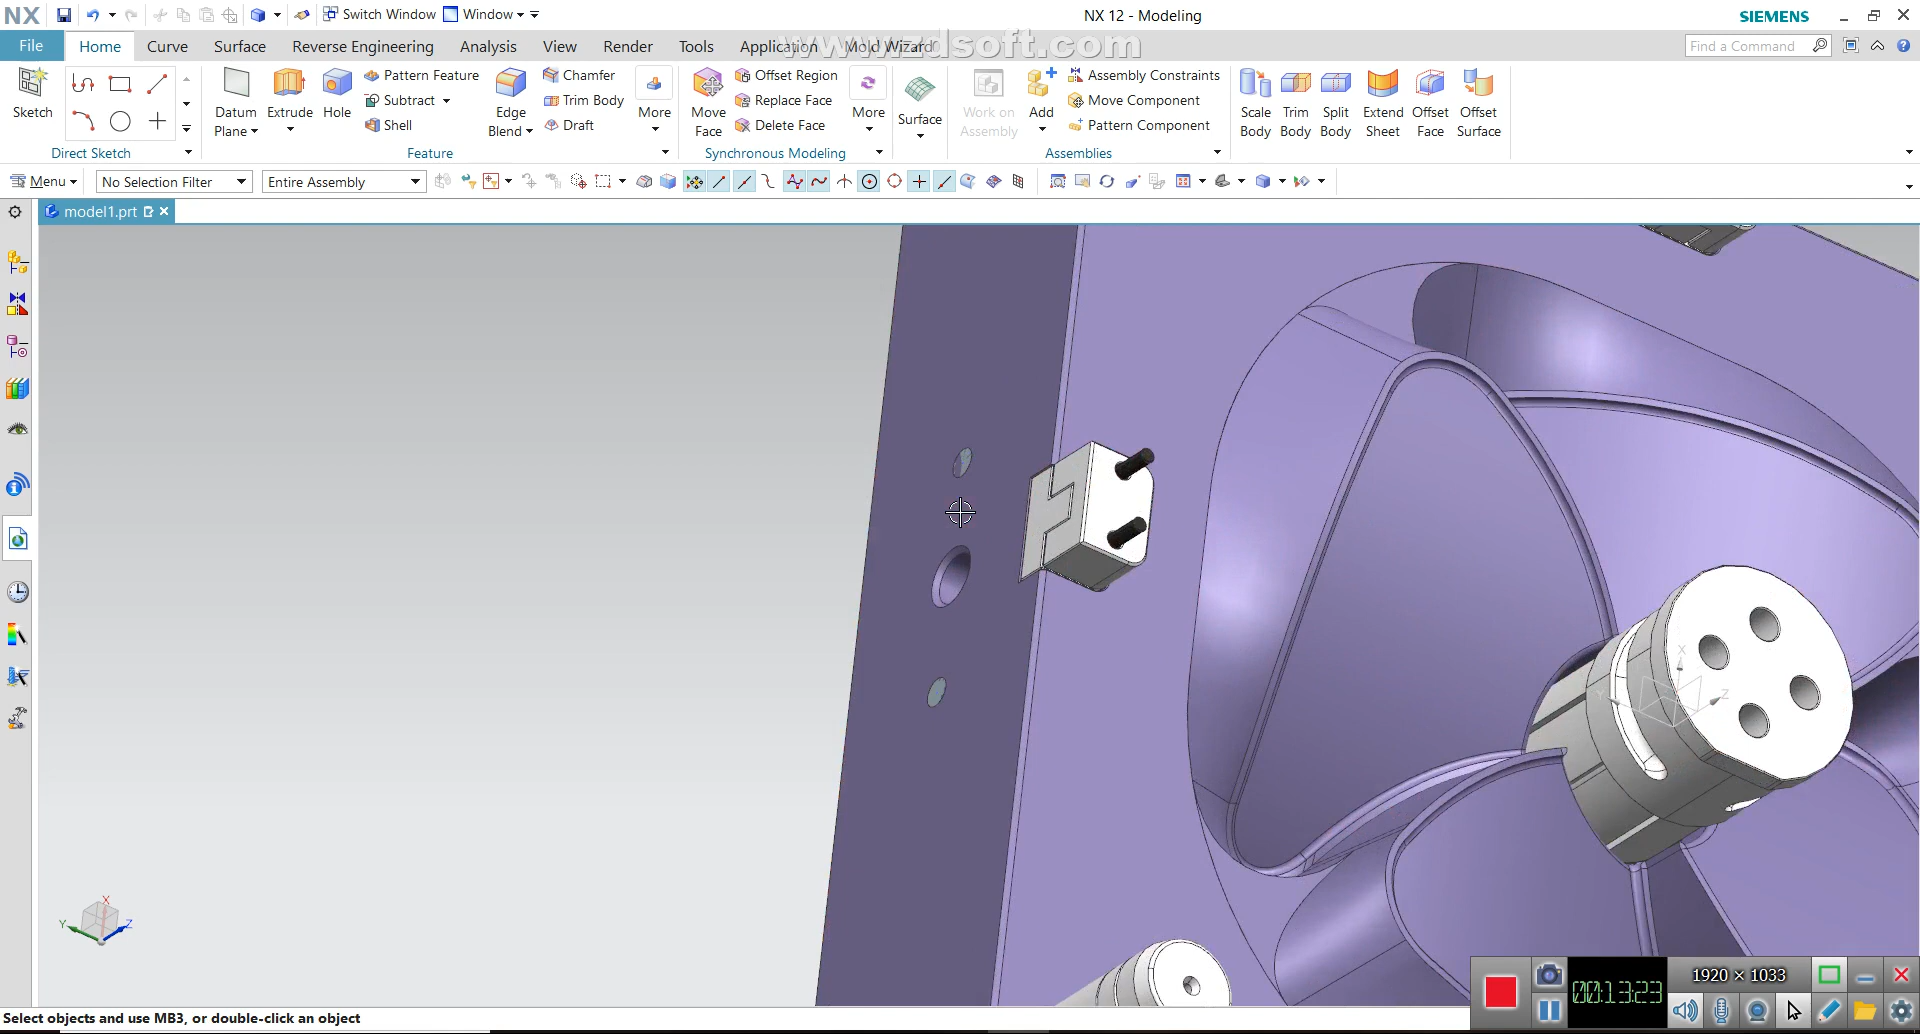 NX Switch Window Window NX 12 - Modeling SIEMENS
File Home Curve Surface Reverse Engineering Analysis View Render Tools Application Mold Wizard Find a Command
www.zdsoft.com
Sketch Datum Plane Extrude Hole Pattern Feature Subtract Shell Edge Blend Chamfer Trim Body Draft More Move Face Offset Region Replace Face Delete Face More Surface Work on Assembly Add Assembly Constraints Move Component Pattern Component Scale Body Trim Body Split Body Extend Sheet Offset Face Offset Surface
Direct Sketch Feature Synchronous Modeling Assemblies
Menu No Selection Filter Entire Assembly
model1.prt
X
Y
Z
X
Y
Z
1920 × 1033
00:13:23
Select objects and use MB3, or double-click an object